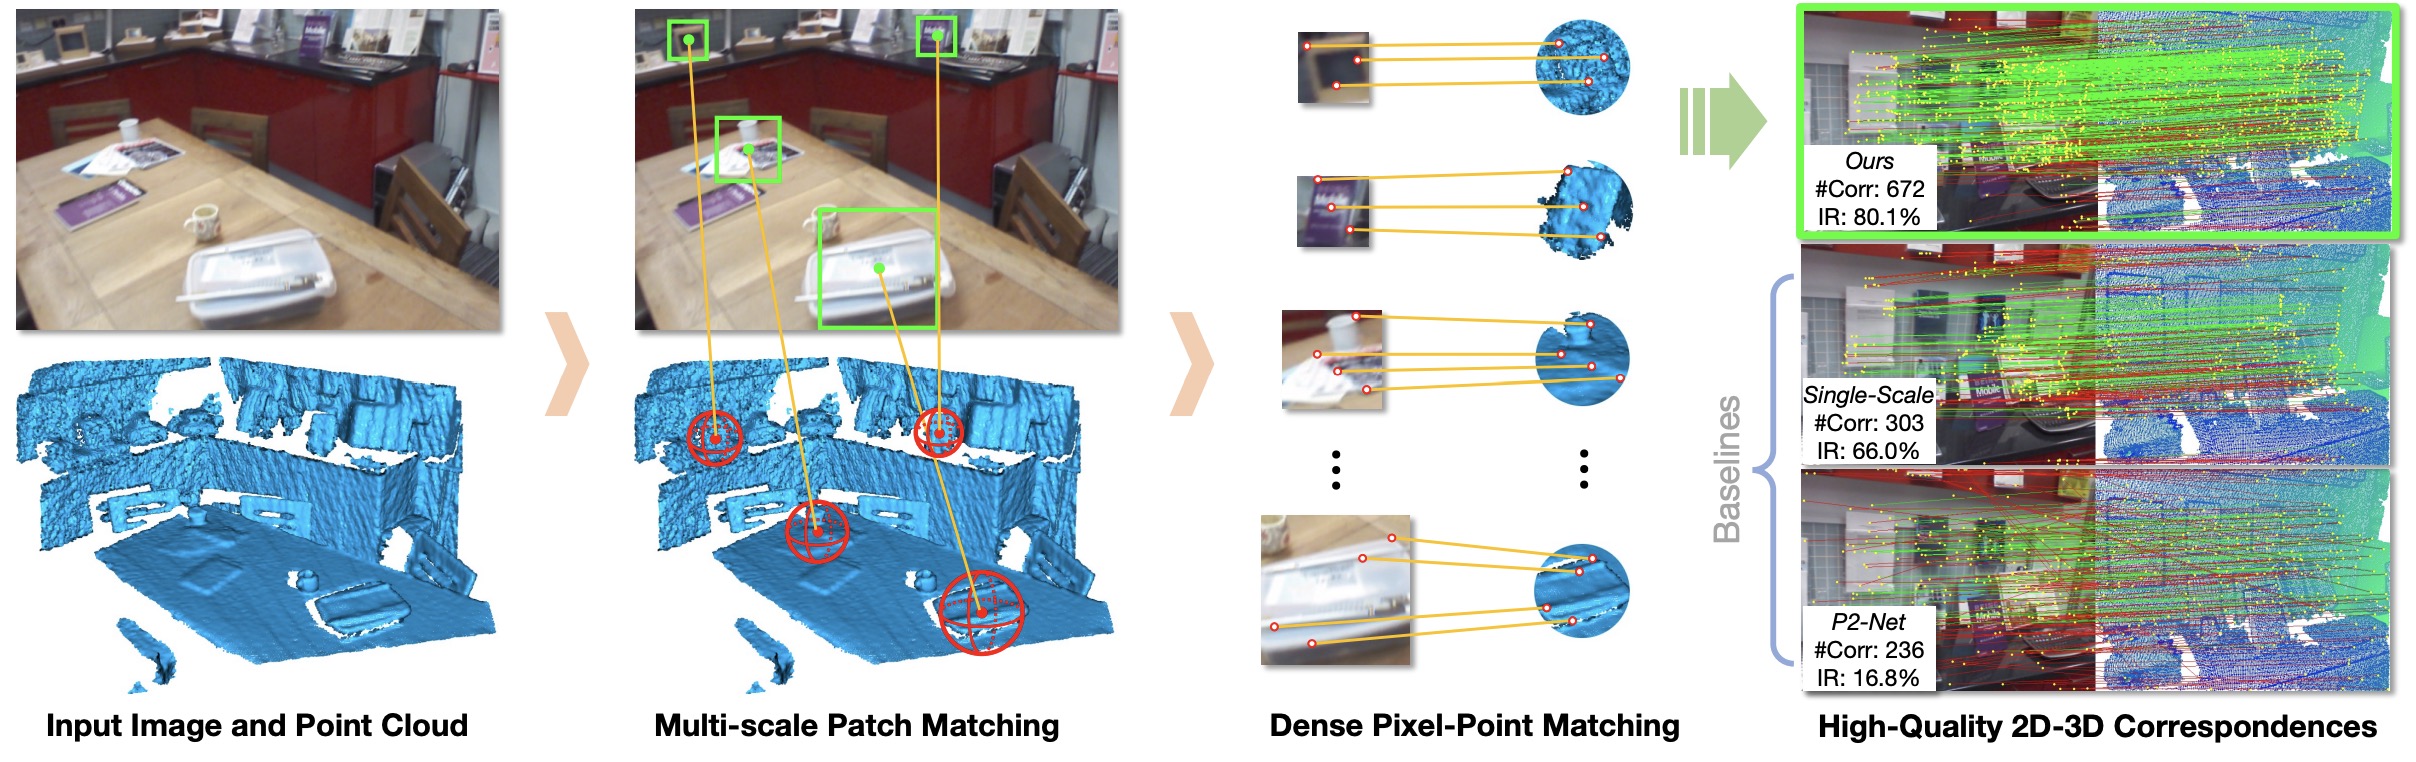 Ours
#Corr: 672
IR: 80.1%
Single-Scale
#Corr: 303
IR: 66.0%
P2-Net
#Corr: 236
IR: 16.8%
Baselines
Mobile
Input Image and Point Cloud
Multi-scale Patch Matching
Dense Pixel-Point Matching
High-Quality 2D-3D Correspondences